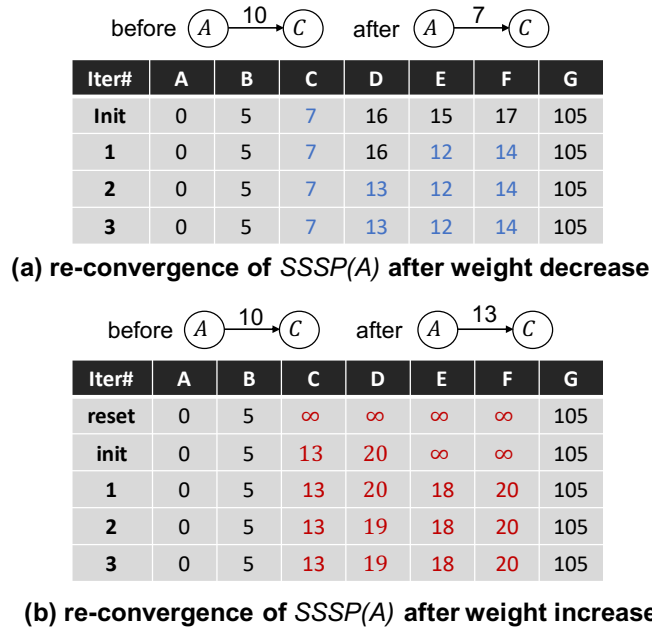 before A 10 C after A 7 C
Iter# A B C D E F G
Init 0 5 7 16 15 17 105
1 0 5 7 16 12 14 105
2 0 5 7 13 12 14 105
3 0 5 7 13 12 14 105
(a) re-convergence of SSSP(A) after weight decrease
before A 10 C after A 13 C
Iter# A B C D E F G
reset 0 5 ∞ ∞ ∞ ∞ 105
init 0 5 13 20 ∞ ∞ 105
1 0 5 13 20 18 20 105
2 0 5 13 19 18 20 105
3 0 5 13 19 18 20 105
(b) re-convergence of SSSP(A) after weight increase